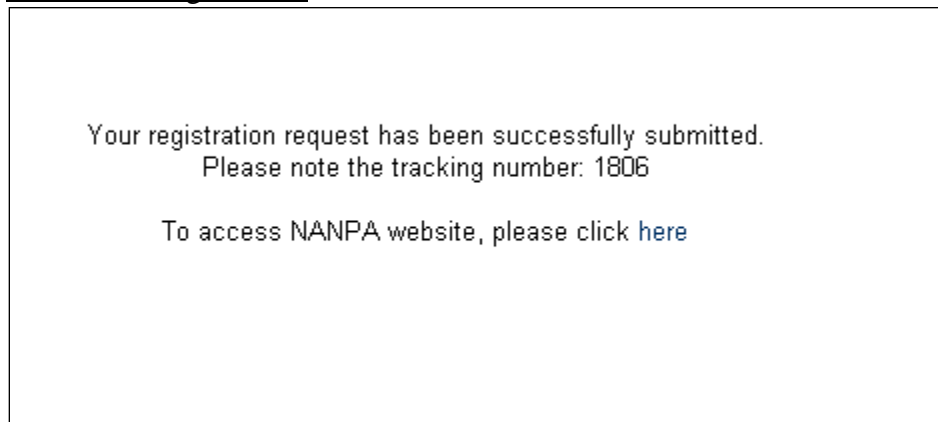 Your registration request has been successfully submitted.
Please note the tracking number: 1806
To access NANPA website, please click here